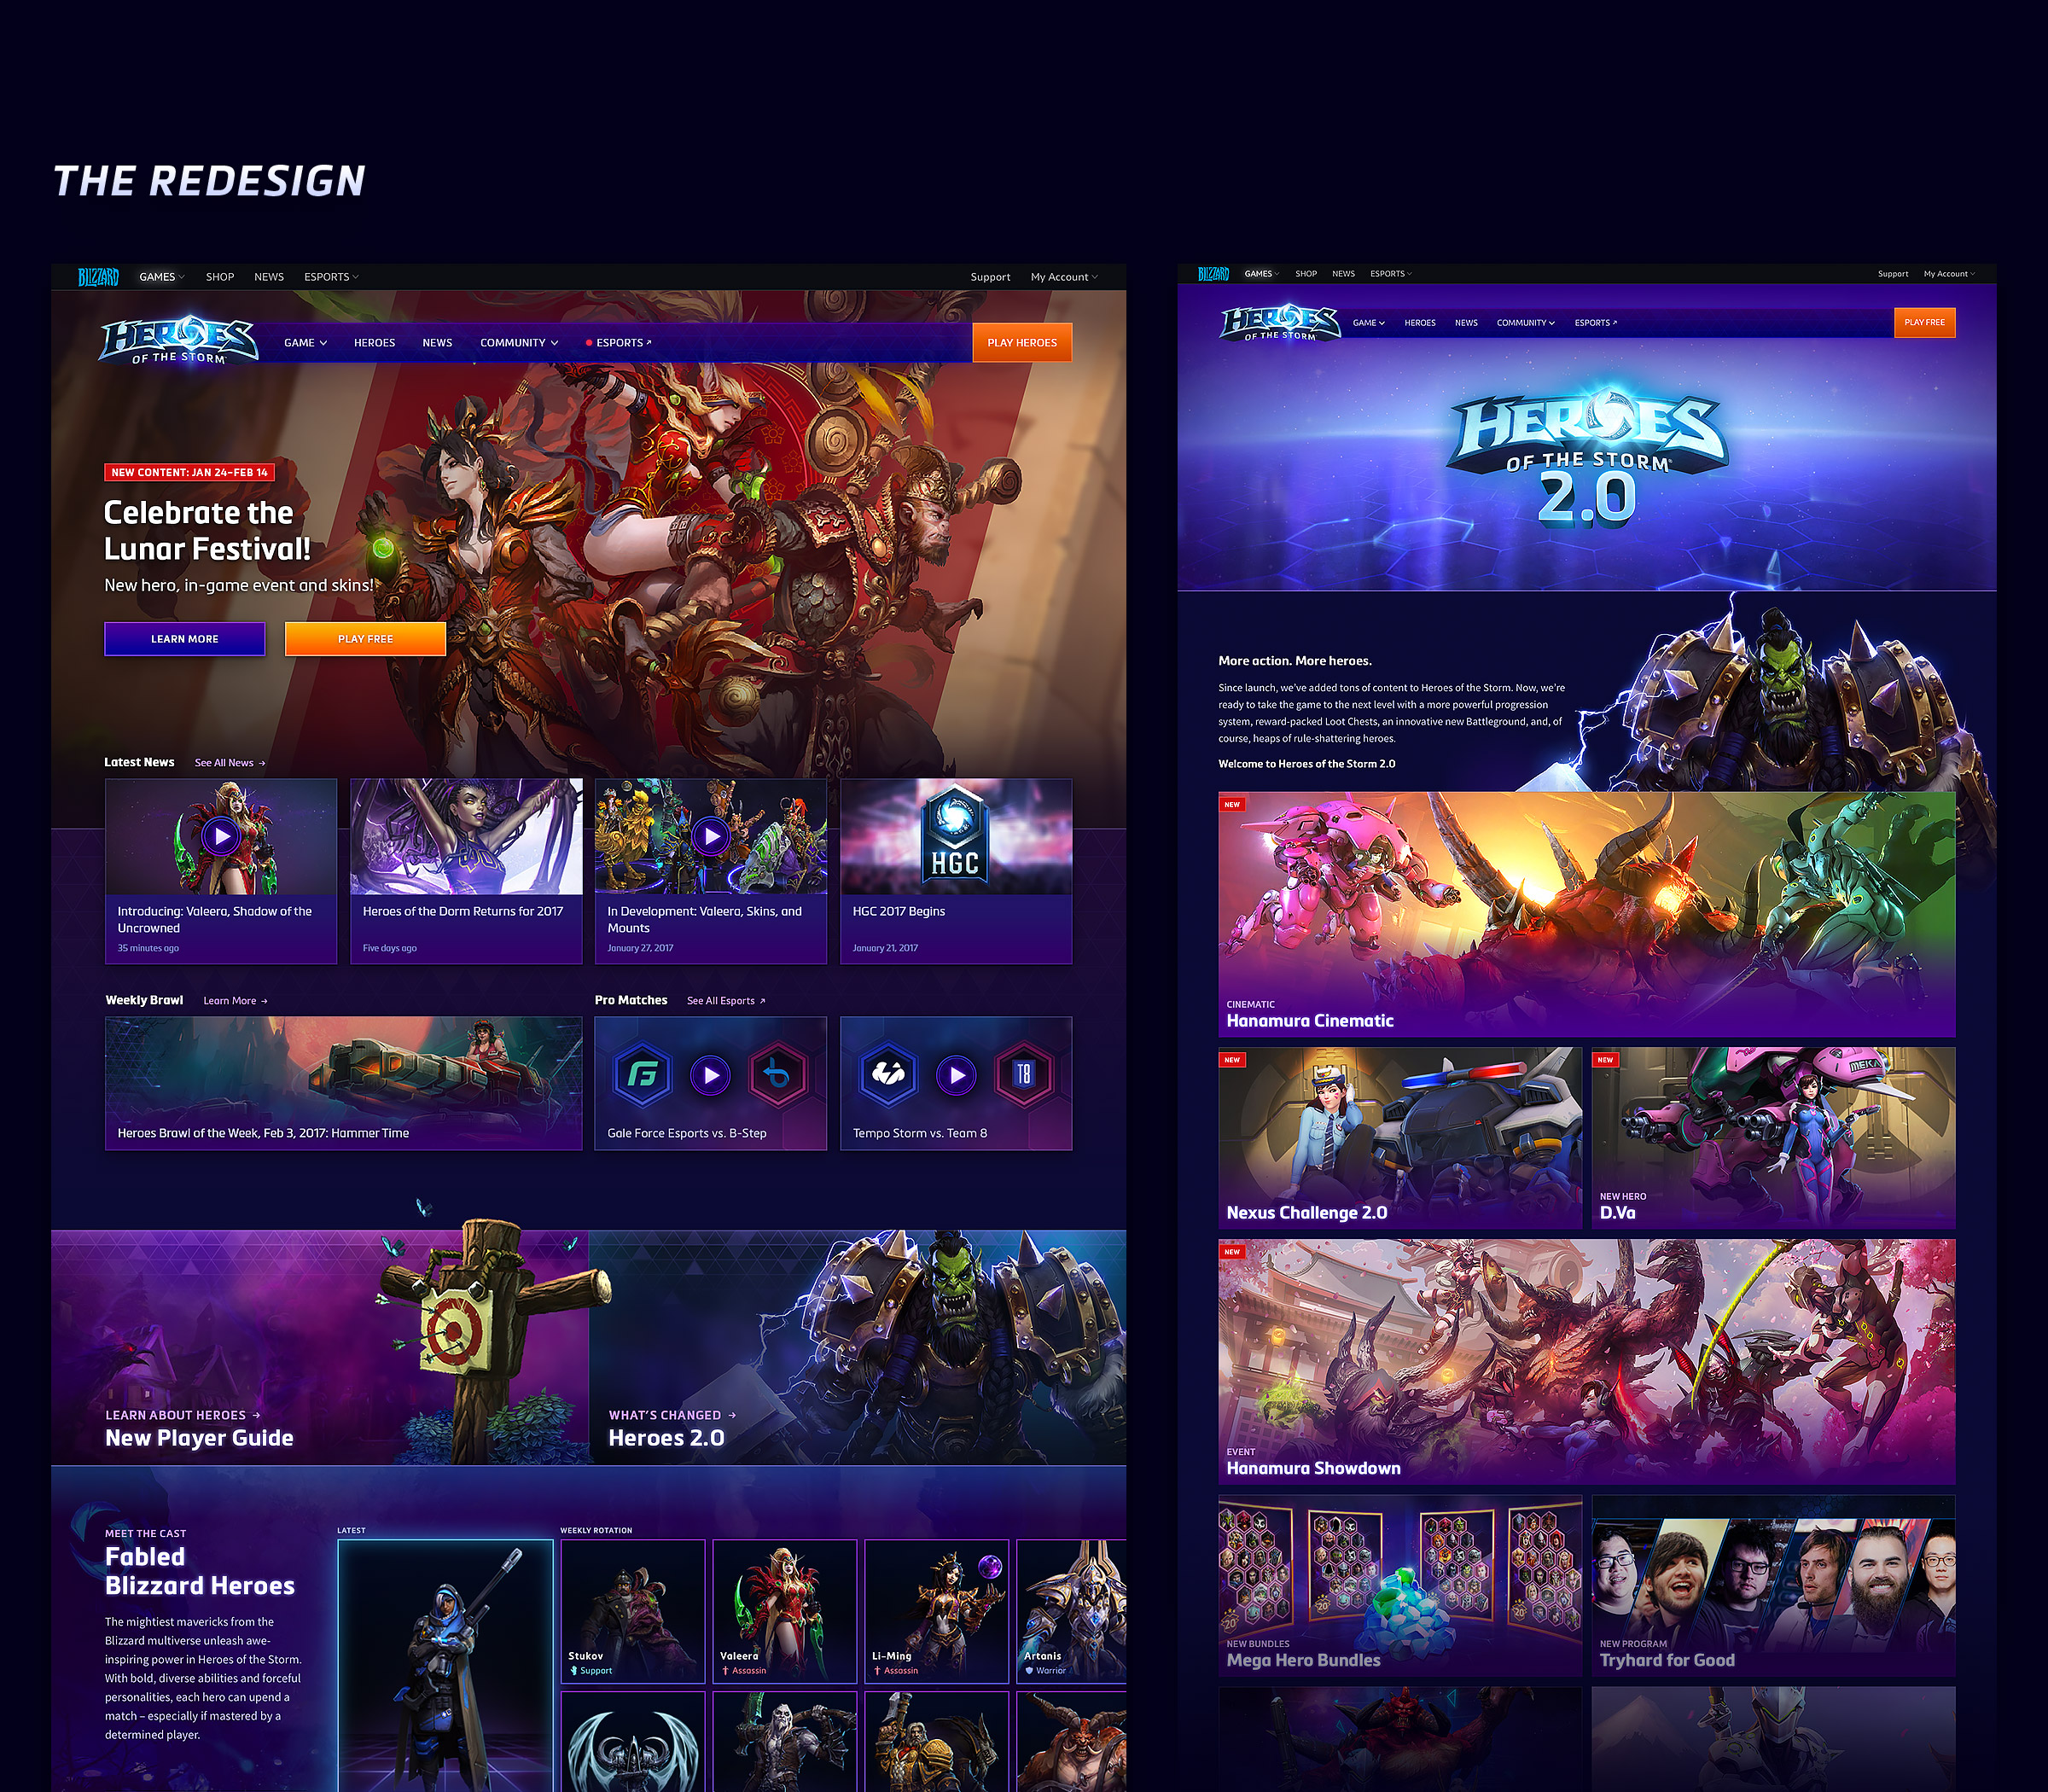 THE REDESIGN
BLIZZARD GAMES SHOP NEWS ESPORTS Support My Account
HEROES OF THE STORM
GAME HEROES NEWS COMMUNITY ESPORTS PLAY HEROES
NEW CONTENT: JAN 24–FEB 14
Celebrate the
Lunar Festival!
New hero, in-game event and skins!
LEARN MORE PLAY FREE
Latest News See All News →
HGC
Introducing: Valeera, Shadow of the
Uncrowned
35 minutes ago
Heroes of the Dorm Returns for 2017
Five days ago
In Development: Valeera, Skins, and
Mounts
January 27, 2017
HGC 2017 Begins
January 21, 2017
Weekly Brawl Learn More →
Heroes Brawl of the Week, Feb 3, 2017: Hammer Time
Pro Matches See All Esports ↗
Gale Force Esports vs. B-Step
T8
Tempo Storm vs. Team 8
LEARN ABOUT HEROES →
New Player Guide
WHAT'S CHANGED →
Heroes 2.0
MEET THE CAST
Fabled
Blizzard Heroes
The mightiest mavericks from the
Blizzard multiverse unleash awe-
inspiring power in Heroes of the Storm.
With bold, diverse abilities and forceful
personalities, each hero can upend a
match – especially if mastered by a
determined player.
LATEST
WEEKLY ROTATION
Stukov
Support
Valeera
Assassin
Li-Ming
Assassin
Artanis
Warrior
BLIZZARD GAMES SHOP NEWS ESPORTS Support My Account
HEROES OF THE STORM
GAME HEROES NEWS COMMUNITY ESPORTS ↗ PLAY FREE
HEROES
OF THE STORM
2.0
More action. More heroes.
Since launch, we've added tons of content to Heroes of the Storm. Now, we're
ready to take the game to the next level with a more powerful progression
system, reward-packed Loot Chests, an innovative new Battleground, and, of
course, heaps of rule-shattering heroes.
Welcome to Heroes of the Storm 2.0
NEW
CINEMATIC
Hanamura Cinematic
NEW
Nexus Challenge 2.0
NEW
MEKA
NEW HERO
D.Va
NEW
EVENT
Hanamura Showdown
20
20
20
20
NEW BUNDLES
Mega Hero Bundles
NEW PROGRAM
Tryhard for Good